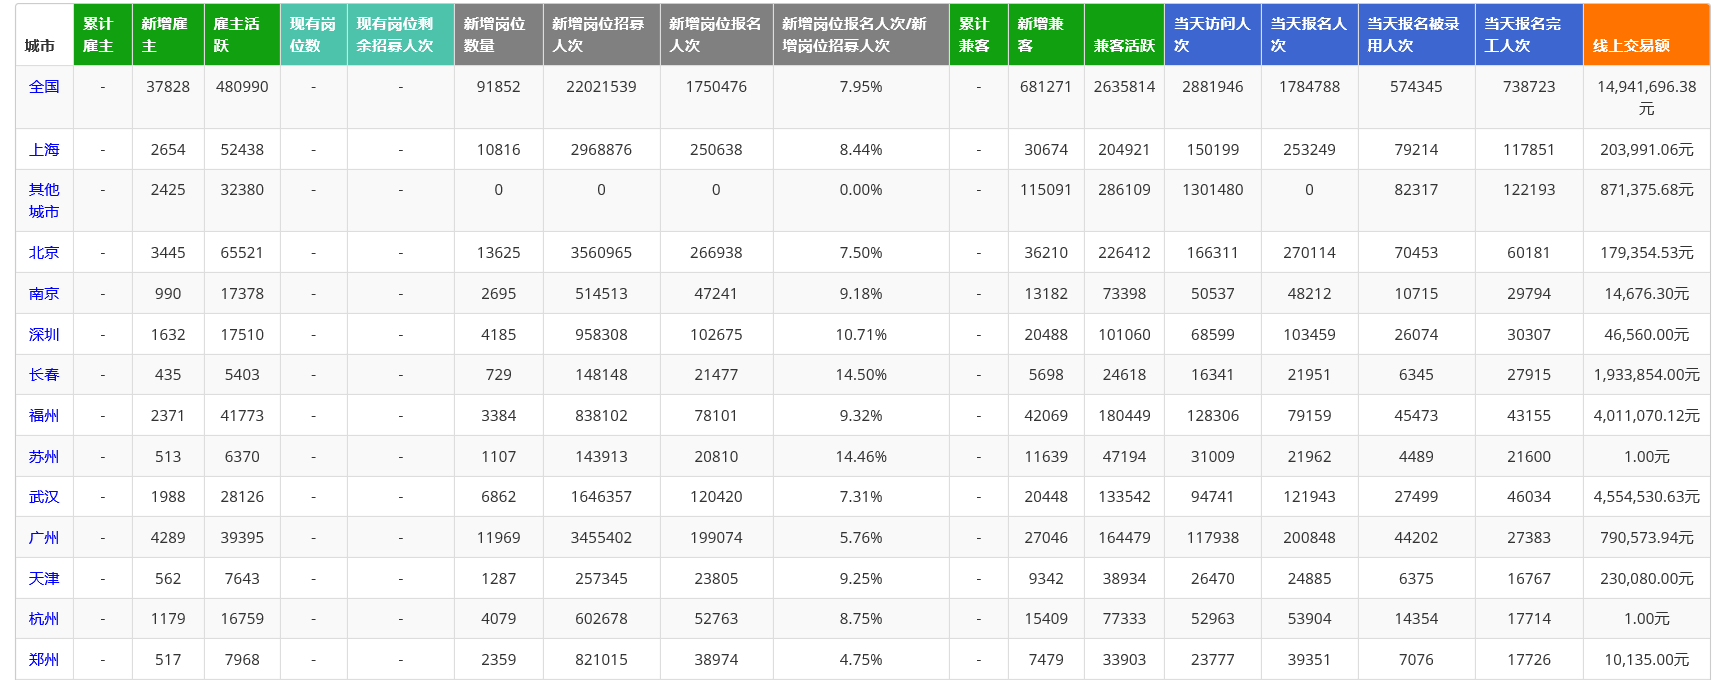 城市 累计雇主 新增雇主 雇主活跃 现有岗位数 现有岗位剩余招募人次 新增岗位数量 新增岗位招募人次 新增岗位报名人次 新增岗位报名人次/新增岗位招募人次 累计兼客 新增兼客 兼客活跃 当天访问人次 当天报名人次 当天报名被录用人次 当天报名完工人次 线上交易额
全国 - 37828 480990 - - 91852 22021539 1750476 7.95% - 681271 2635814 2881946 1784788 574345 738723 14,941,696.38元
上海 - 2654 52438 - - 10816 2968876 250638 8.44% - 30674 204921 150199 253249 79214 117851 203,991.06元
其他城市 - 2425 32380 - - 0 0 0 0.00% - 115091 286109 1301480 0 82317 122193 871,375.68元
北京 - 3445 65521 - - 13625 3560965 266938 7.50% - 36210 226412 166311 270114 70453 60181 179,354.53元
南京 - 990 17378 - - 2695 514513 47241 9.18% - 13182 73398 50537 48212 10715 29794 14,676.30元
深圳 - 1632 17510 - - 4185 958308 102675 10.71% - 20488 101060 68599 103459 26074 30307 46,560.00元
长春 - 435 5403 - - 729 148148 21477 14.50% - 5698 24618 16341 21951 6345 27915 1,933,854.00元
福州 - 2371 41773 - - 3384 838102 78101 9.32% - 42069 180449 128306 79159 45473 43155 4,011,070.12元
苏州 - 513 6370 - - 1107 143913 20810 14.46% - 11639 47194 31009 21962 4489 21600 1.00元
武汉 - 1988 28126 - - 6862 1646357 120420 7.31% - 20448 133542 94741 121943 27499 46034 4,554,530.63元
广州 - 4289 39395 - - 11969 3455402 199074 5.76% - 27046 164479 117938 200848 44202 27383 790,573.94元
天津 - 562 7643 - - 1287 257345 23805 9.25% - 9342 38934 26470 24885 6375 16767 230,080.00元
杭州 - 1179 16759 - - 4079 602678 52763 8.75% - 15409 77333 52963 53904 14354 17714 1.00元
郑州 - 517 7968 - - 2359 821015 38974 4.75% - 7479 33903 23777 39351 7076 17726 10,135.00元